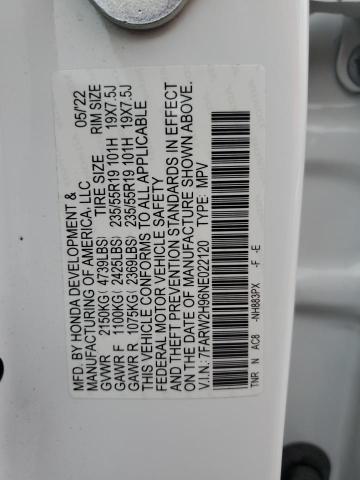 MFD. BY HONDA DEVELOPMENT & 05/'22
MANUFACTURING OF AMERICA, LLC
TIRE SIZE RIM SIZE
GVWR 2150KG( 4739LBS)
GAWR F 1100KG( 2425LBS) 235/55R19 101H 19X7.5J
GAWR R 1075KG( 2369LBS) 235/55R19 101H 19X7.5J
THIS VEHICLE CONFORMS TO ALL APPLICABLE
FEDERAL MOTOR VEHICLE SAFETY
AND THEFT PREVENTION STANDARDS IN EFFECT
ON THE DATE OF MANUFACTURE SHOWN ABOVE.
V.I.N.: 7FARW2H96NE022120 TYPE: MPV
TNR N AC8 -NH883PX -F -E